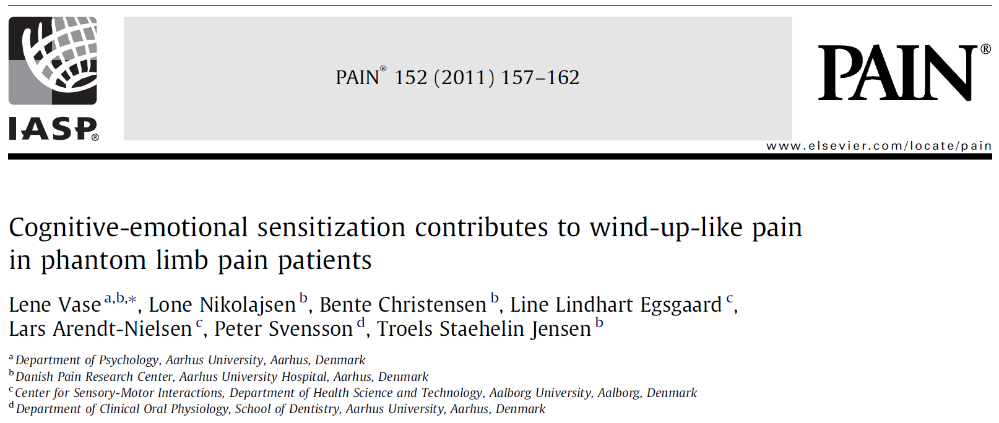 IASP®
PAIN® 152 (2011) 157–162
PAIN®
www.elsevier.com/locate/pain
Cognitive-emotional sensitization contributes to wind-up-like pain
in phantom limb pain patients
Lene Vase a,b,*, Lone Nikolajsen b, Bente Christensen b, Line Lindhart Egsgaard c,
Lars Arendt-Nielsen c, Peter Svensson d, Troels Staehelin Jensen b
a Department of Psychology, Aarhus University, Aarhus, Denmark
b Danish Pain Research Center, Aarhus University Hospital, Aarhus, Denmark
c Center for Sensory-Motor Interactions, Department of Health Science and Technology, Aalborg University, Aalborg, Denmark
d Department of Clinical Oral Physiology, School of Dentistry, Aarhus University, Aarhus, Denmark